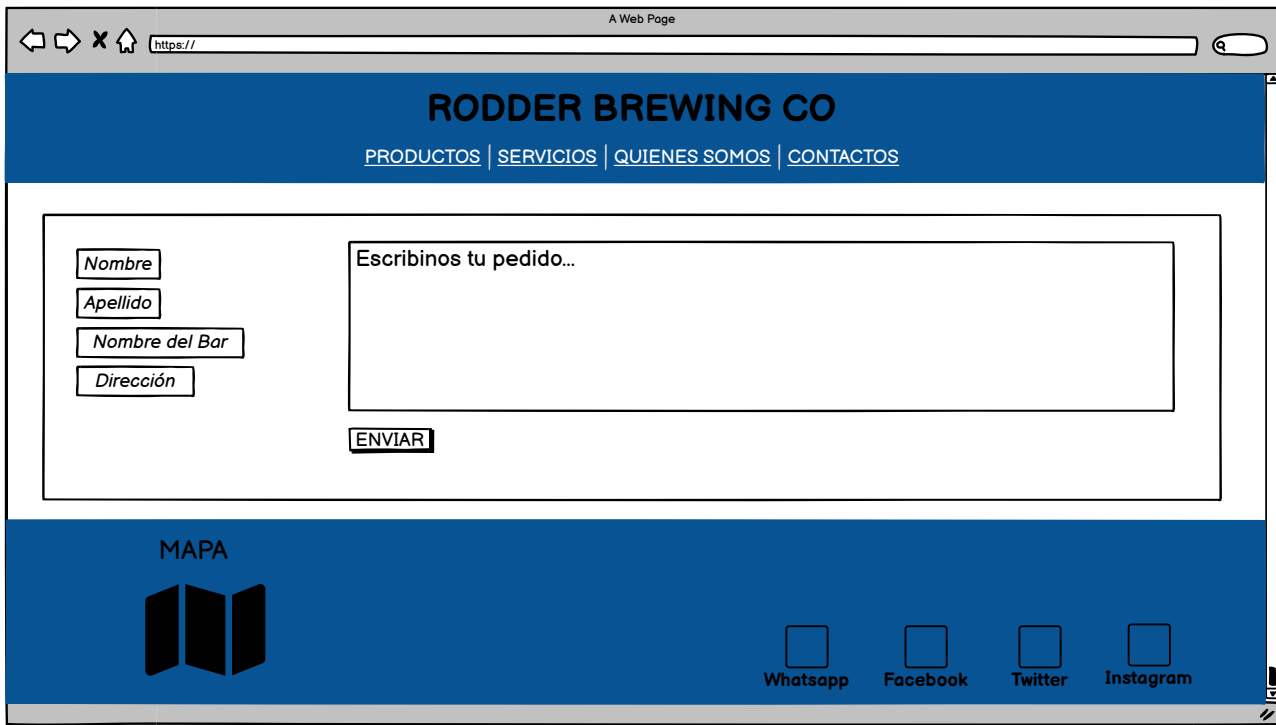 A Web Page
https://
RODDER BREWING CO
PRODUCTOS | SERVICIOS | QUIENES SOMOS | CONTACTOS
Nombre
Apellido
Nombre del Bar
Dirección
Escribinos tu pedido...
ENVIAR
MAPA
Whatsapp Facebook Twitter Instagram